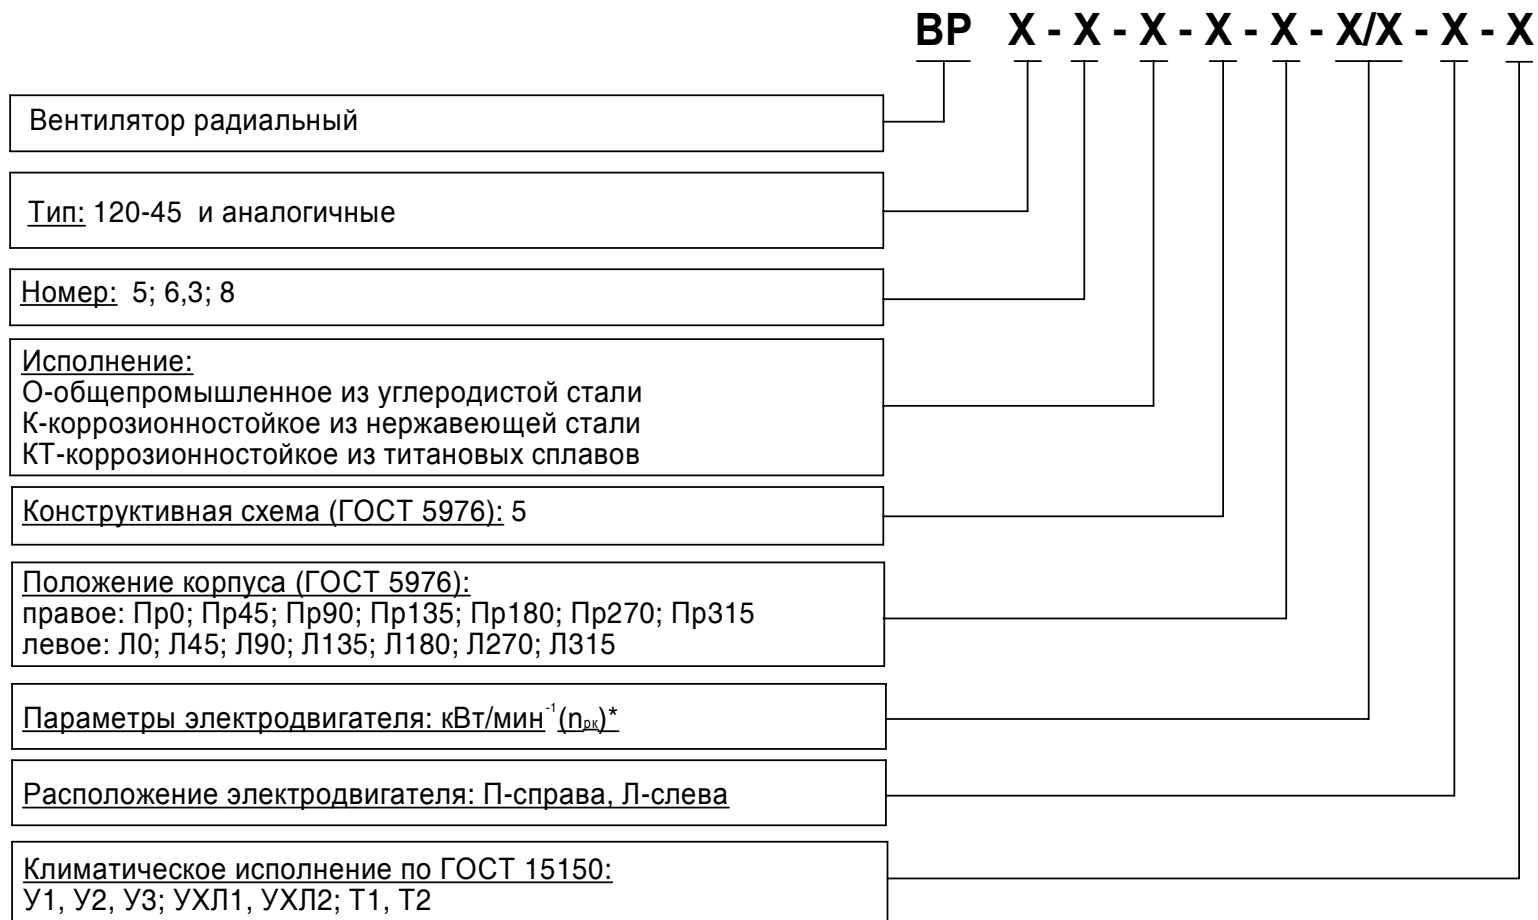 ВР Х - Х - Х - Х - Х - Х/Х - Х - Х
Вентилятор радиальный
Тип: 120-45 и аналогичные
Номер: 5; 6,3; 8
Исполнение:
О-общепромышленное из углеродистой стали
К-коррозионностойкое из нержавеющей стали
КТ-коррозионностойкое из титановых сплавов
Конструктивная схема (ГОСТ 5976): 5
Положение корпуса (ГОСТ 5976):
правое: Пр0; Пр45; Пр90; Пр135; Пр180; Пр270; Пр315
левое: Л0; Л45; Л90; Л135; Л180; Л270; Л315
Параметры электродвигателя: кВт/мин⁻¹(nрк)*
Расположение электродвигателя: П-справа, Л-слева
Климатическое исполнение по ГОСТ 15150:
У1, У2, У3; УХЛ1, УХЛ2; Т1, Т2